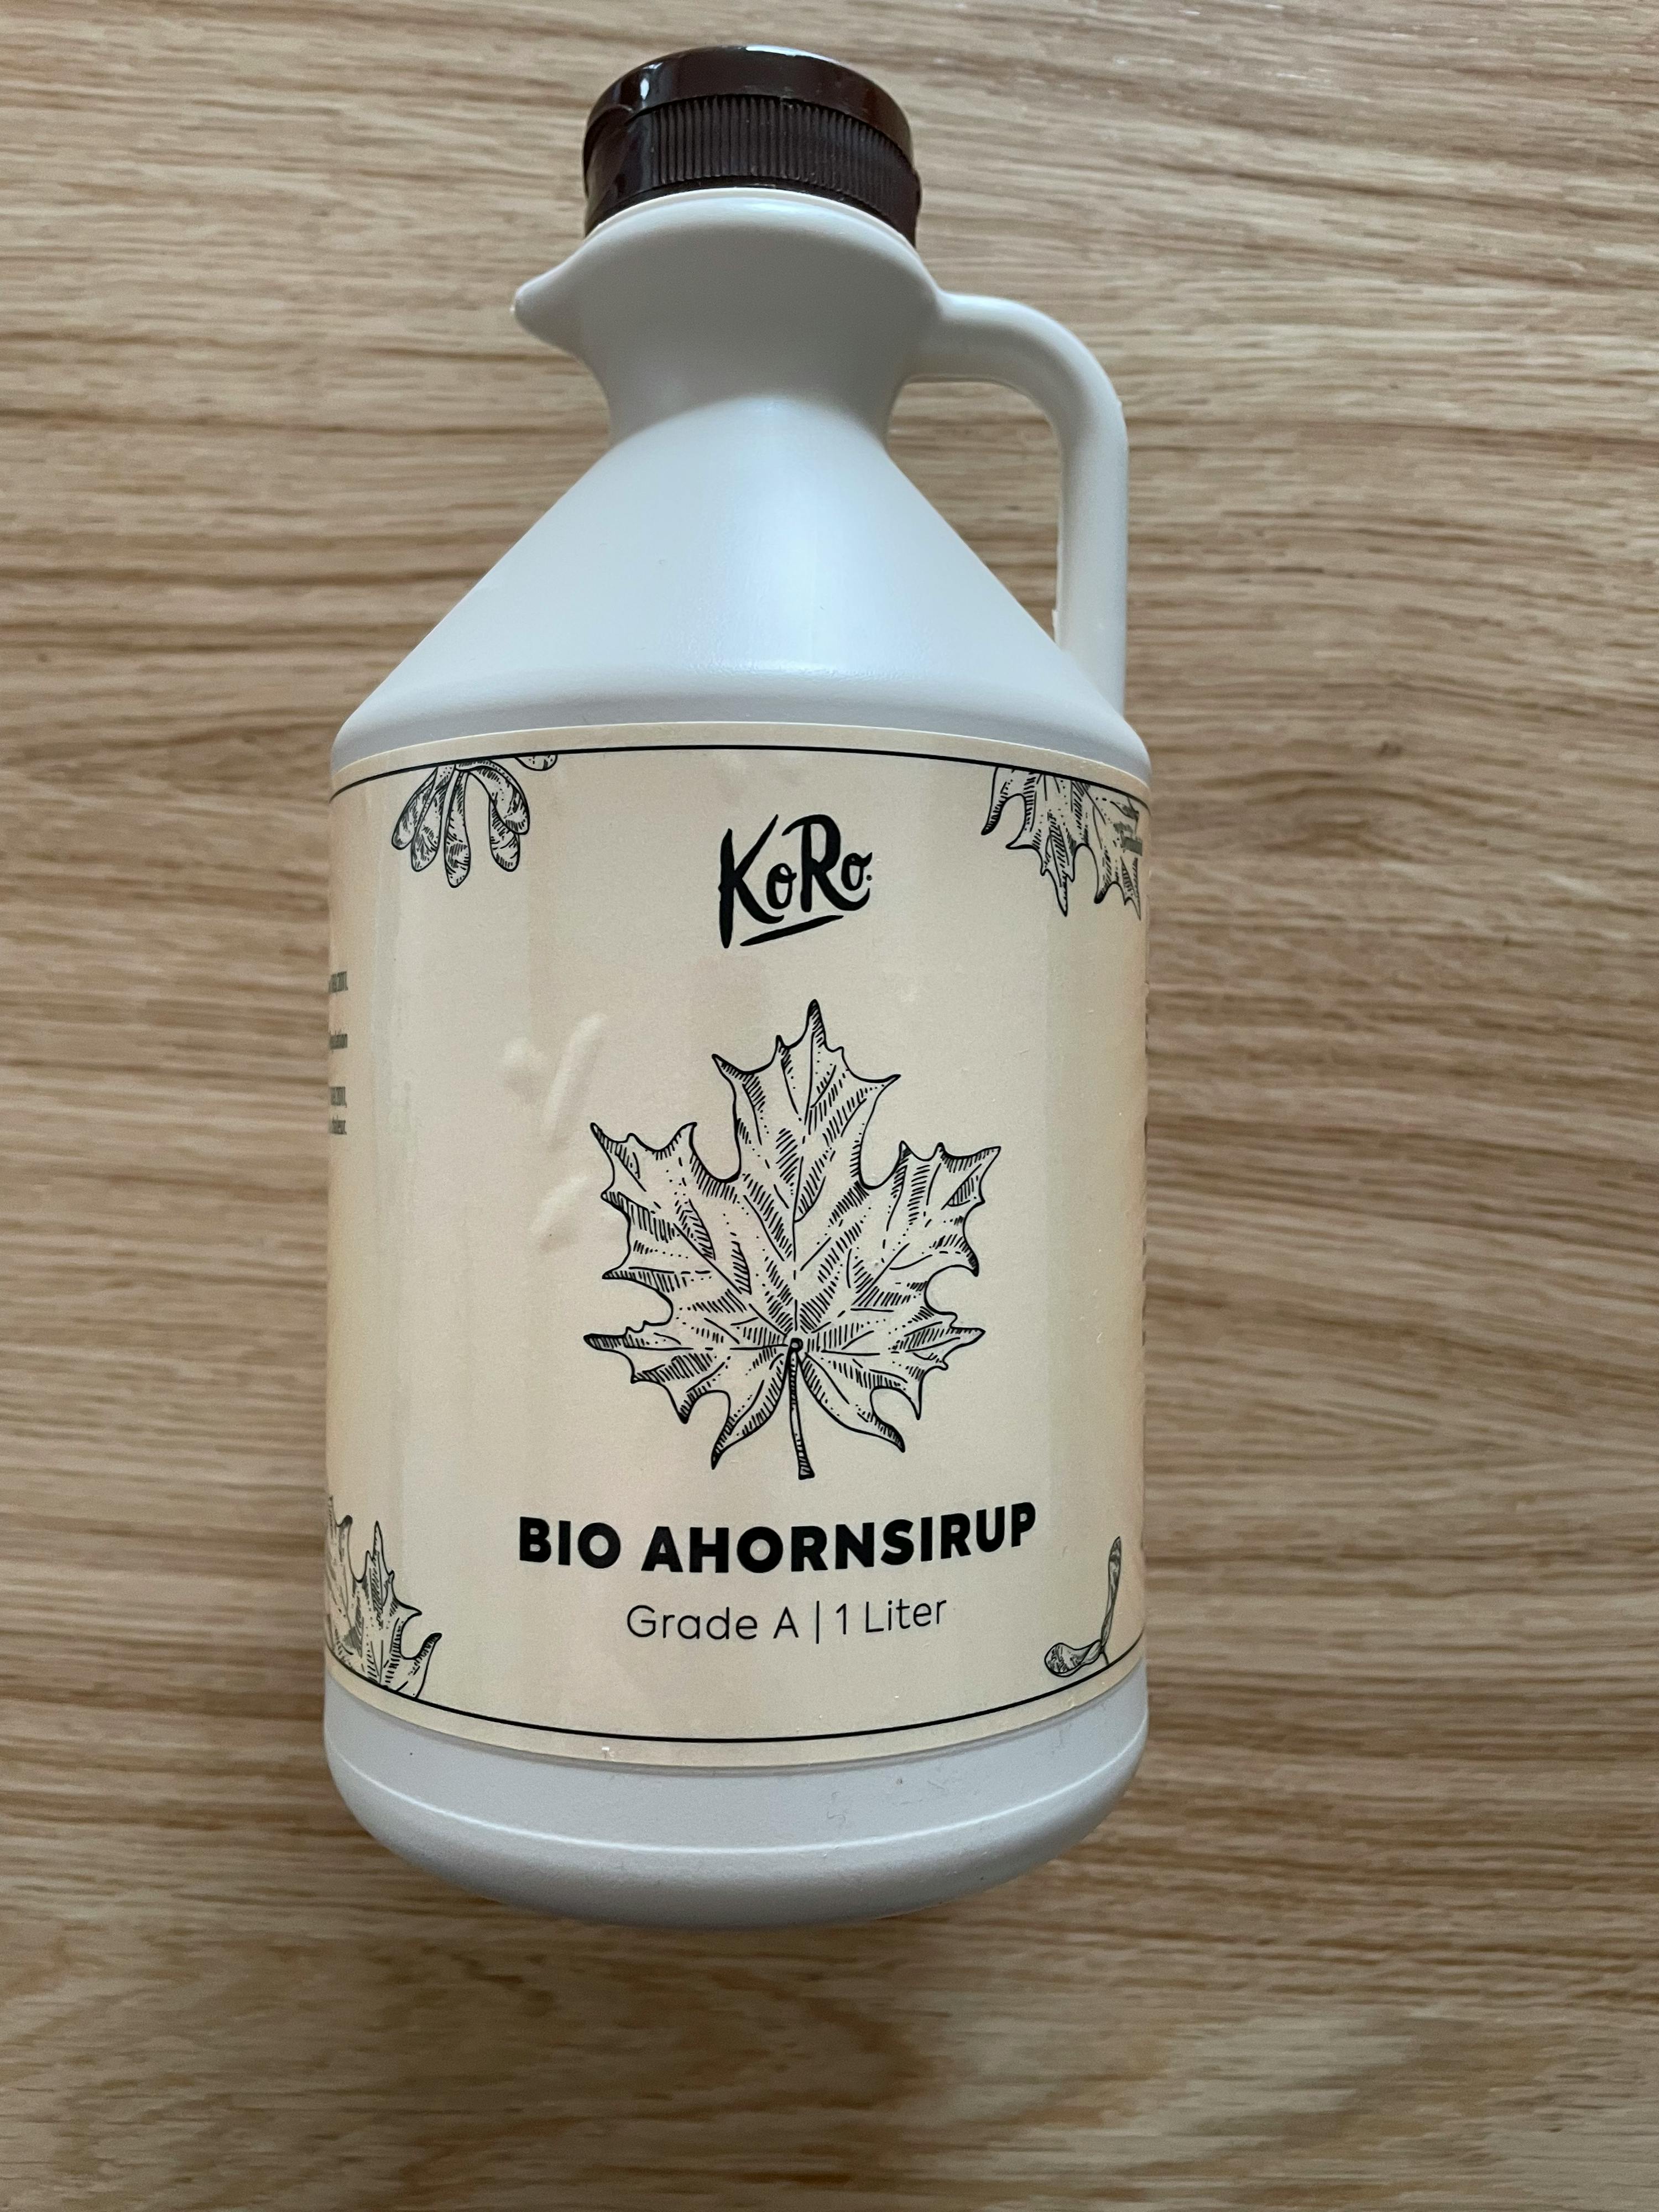 KoRo
BIO AHORNSIRUP
Grade A | 1 Liter